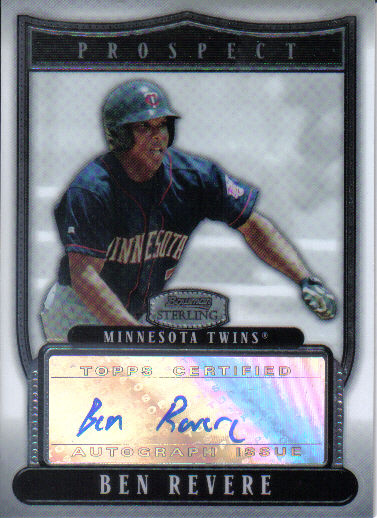 PROSPECT
MINNESOTA
Bowman
STERLING
MINNESOTA TWINS®
TOPPS CERTIFIED
Ben Revere
AUTOGRAPH ISSUE
BEN REVERE